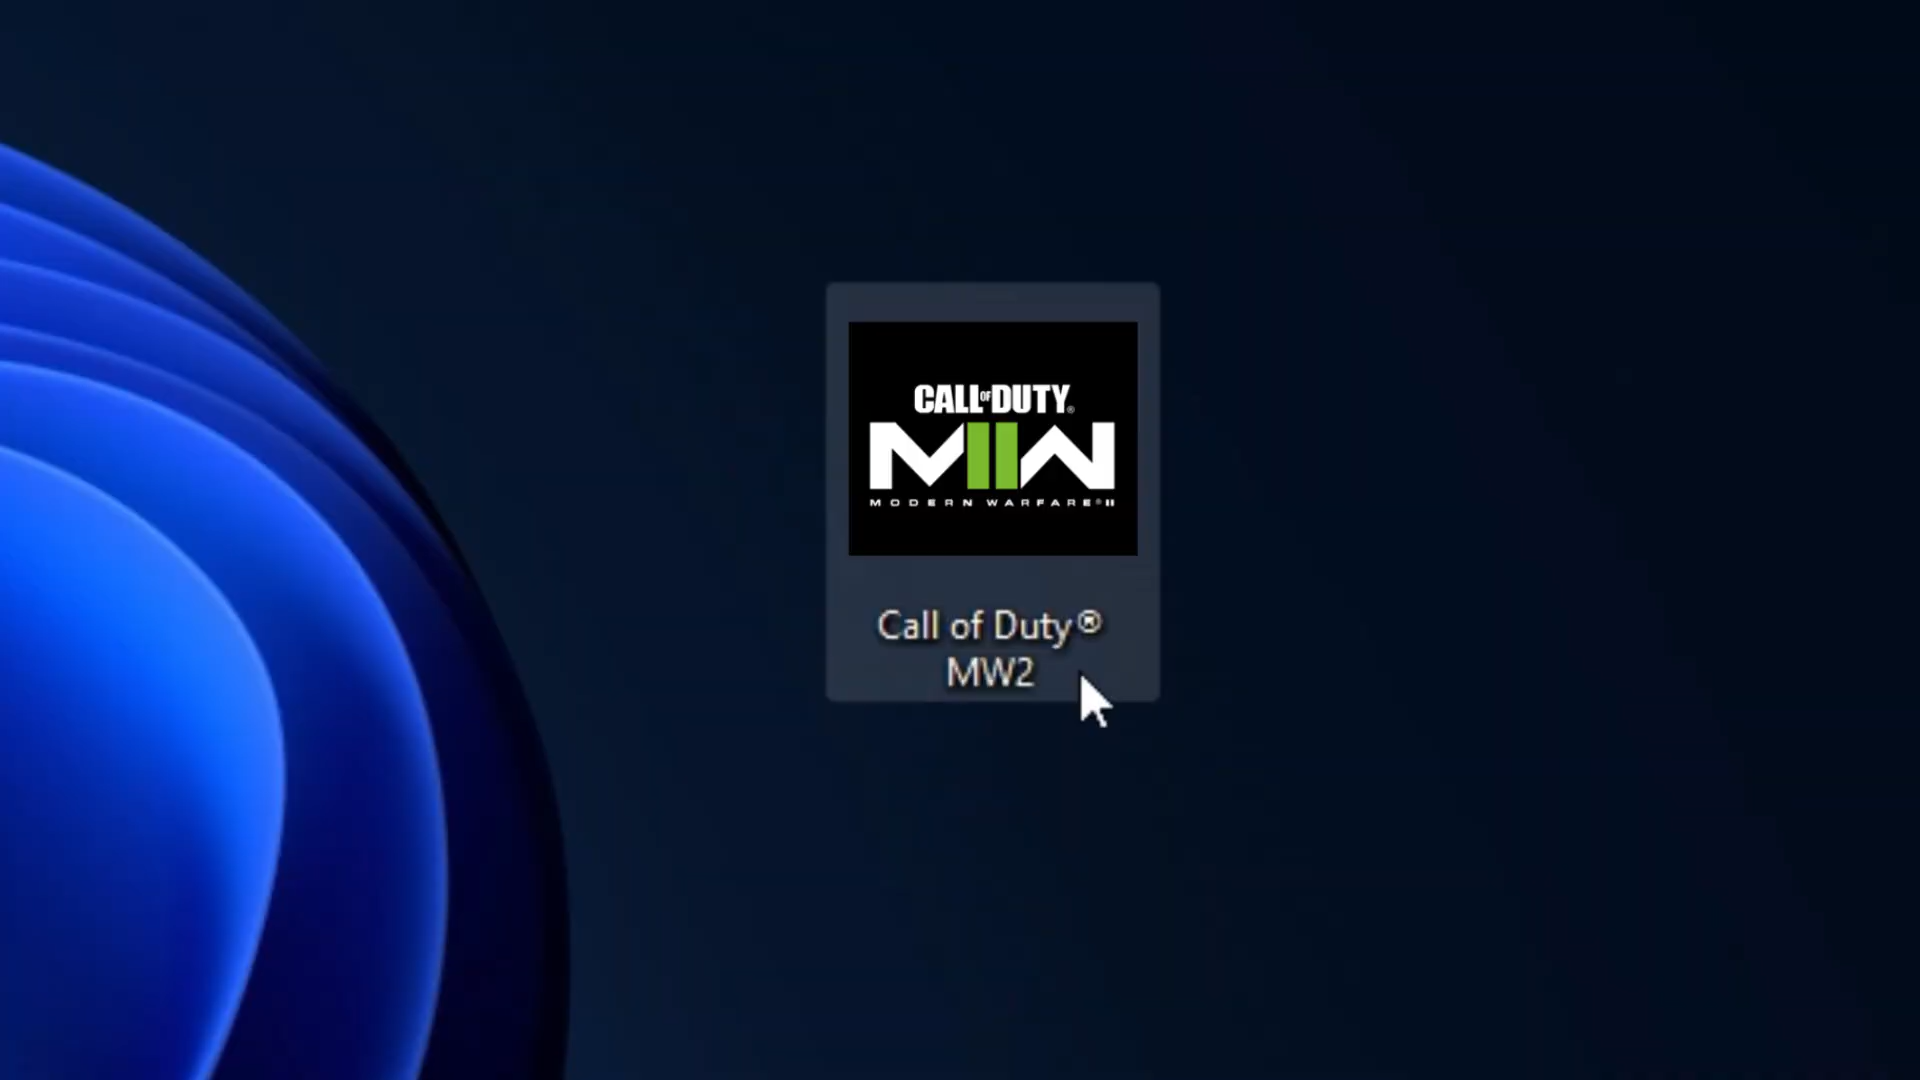 CALL OF DUTY®
MIIW
MODERN WARFARE® II
Call of Duty®
MW2